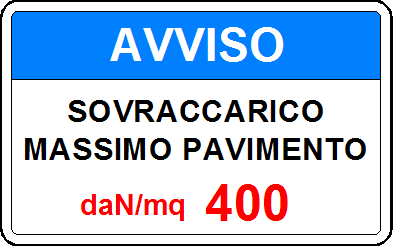 AVVISO
SOVRACCARICO
MASSIMO PAVIMENTO
daN/mq 400